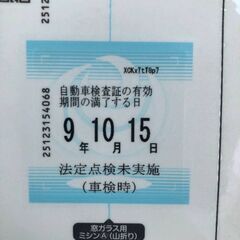 XCKv7tT8p7
自動車検査証の有効
期間の満了する日
9 10 15
年 月 日
法定点検未実施
(車検時)
25123154068
窓ガラス用
ミシンA(山折り)